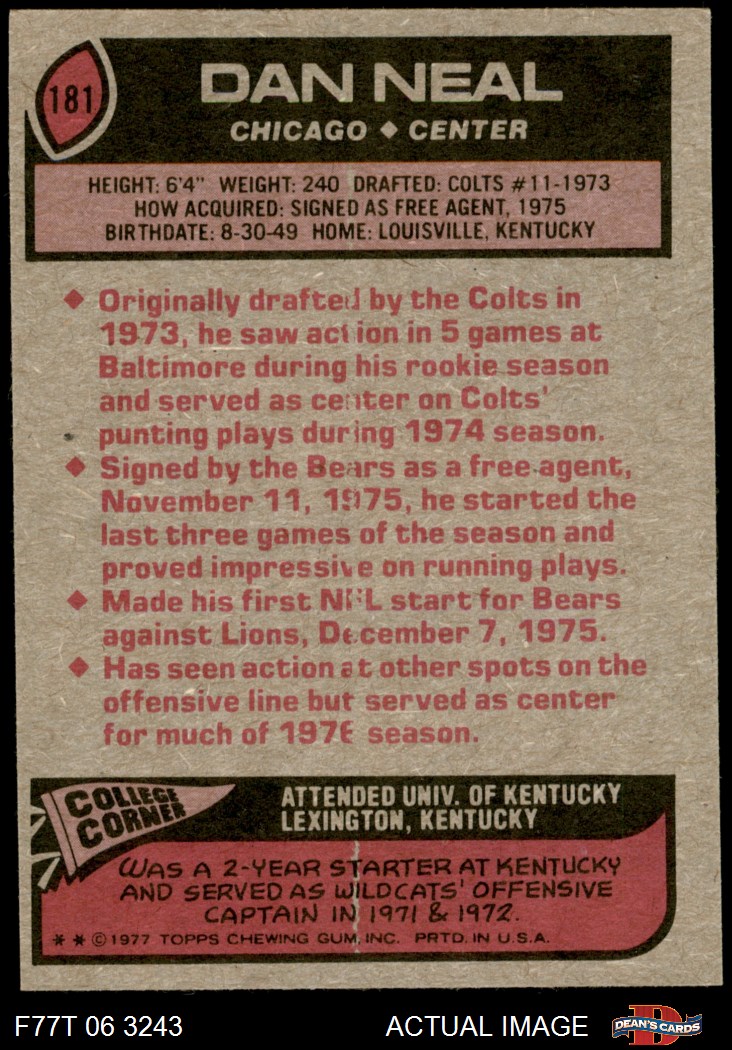 181
DAN NEAL
CHICAGO ◆ CENTER
HEIGHT: 6'4" WEIGHT: 240 DRAFTED: COLTS #11-1973
HOW ACQUIRED: SIGNED AS FREE AGENT, 1975
BIRTHDATE: 8-30-49 HOME: LOUISVILLE, KENTUCKY
◆ Originally drafted by the Colts in
1973, he saw action in 5 games at
Baltimore during his rookie season
and served as center on Colts'
punting plays during 1974 season.
◆ Signed by the Bears as a free agent,
November 11, 1975, he started the
last three games of the season and
proved impressive on running plays.
◆ Made his first NFL start for Bears
against Lions, December 7, 1975.
◆ Has seen action at other spots on the
offensive line but served as center
for much of 1976 season.
COLLEGE
CORNER
ATTENDED UNIV. OF KENTUCKY
LEXINGTON, KENTUCKY
WAS A 2-YEAR STARTER AT KENTUCKY
AND SERVED AS WILDCATS' OFFENSIVE
CAPTAIN IN 1971 & 1972.
* * © 1977 TOPPS CHEWING GUM, INC. PRTD. IN U.S.A.
F77T 06 3243
ACTUAL IMAGE
D
DEAN'S CARDS